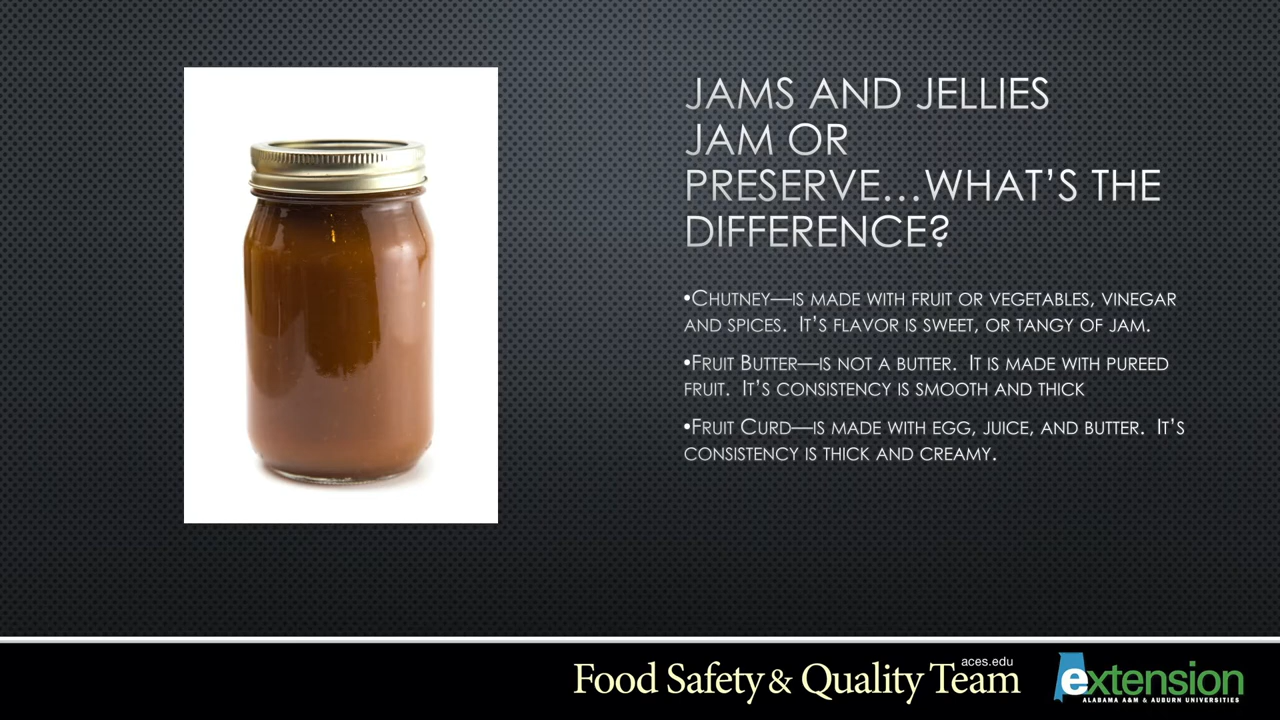 JAMS AND JELLIES
JAM OR
PRESERVE...WHAT'S THE
DIFFERENCE?
•CHUTNEY—IS MADE WITH FRUIT OR VEGETABLES, VINEGAR
AND SPICES. IT'S FLAVOR IS SWEET, OR TANGY OF JAM.
•FRUIT BUTTER—IS NOT A BUTTER. IT IS MADE WITH PUREED
FRUIT. IT'S CONSISTENCY IS SMOOTH AND THICK
•FRUIT CURD—IS MADE WITH EGG, JUICE, AND BUTTER. IT'S
CONSISTENCY IS THICK AND CREAMY.
aces.edu
Food Safety & Quality Team
extension
ALABAMA A&M & AUBURN UNIVERSITIES